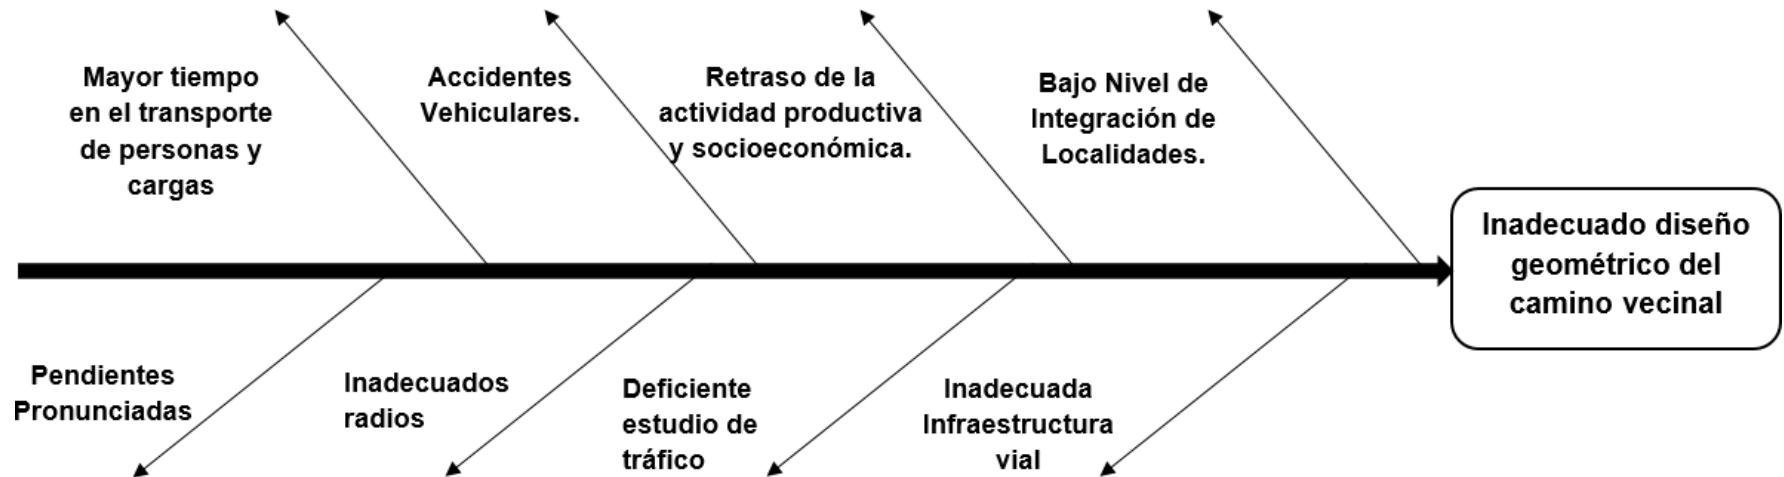 Mayor tiempo
en el transporte
de personas y
cargas
Accidentes
Vehiculares.
Retraso de la
actividad productiva
y socioeconómica.
Bajo Nivel de
Integración de
Localidades.
Inadecuado diseño
geométrico del
camino vecinal
Pendientes
Pronunciadas
Inadecuados
radios
Deficiente
estudio de
tráfico
Inadecuada
Infraestructura
vial